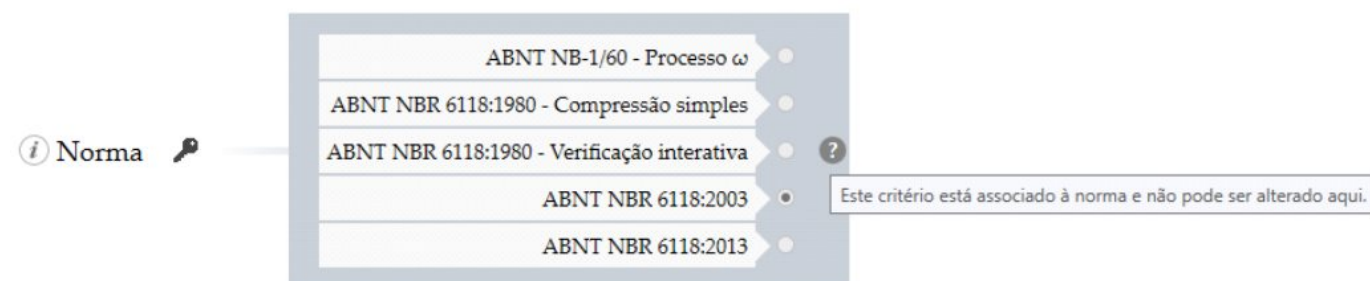 ABNT NB-1/60 - Processo ω
ABNT NBR 6118:1980 - Compressão simples
i Norma
ABNT NBR 6118:1980 - Verificação interativa
?
ABNT NBR 6118:2003
Este critério está associado à norma e não pode ser alterado aqui.
ABNT NBR 6118:2013